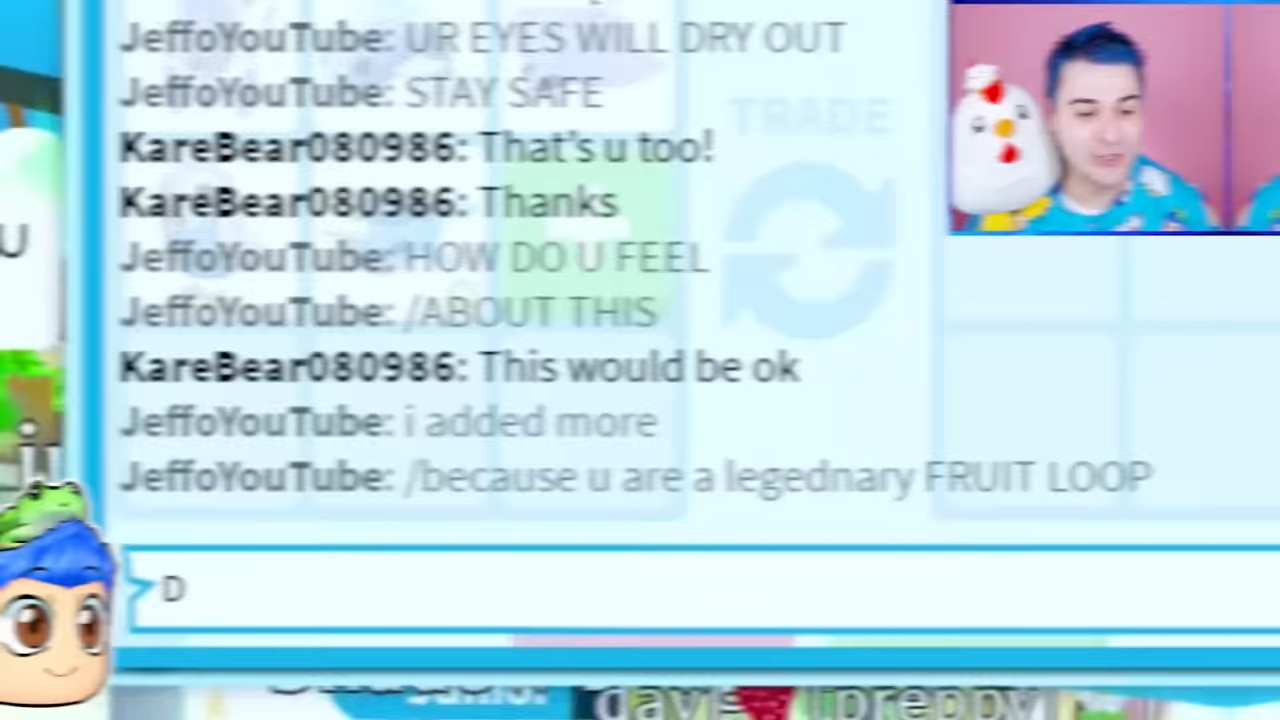 JeffoYouTube: UR EYES WILL DRY OUT
JeffoYouTube: STAY SAFE
TRADE
KareBear080986: That's u too!
KareBear080986: Thanks
U
JeffoYouTube: HOW DO U FEEL
JeffoYouTube: /ABOUT THIS
KareBear080986: This would be ok
JeffoYouTube: i added more
JeffoYouTube: /because u are a legednary FRUIT LOOP
D